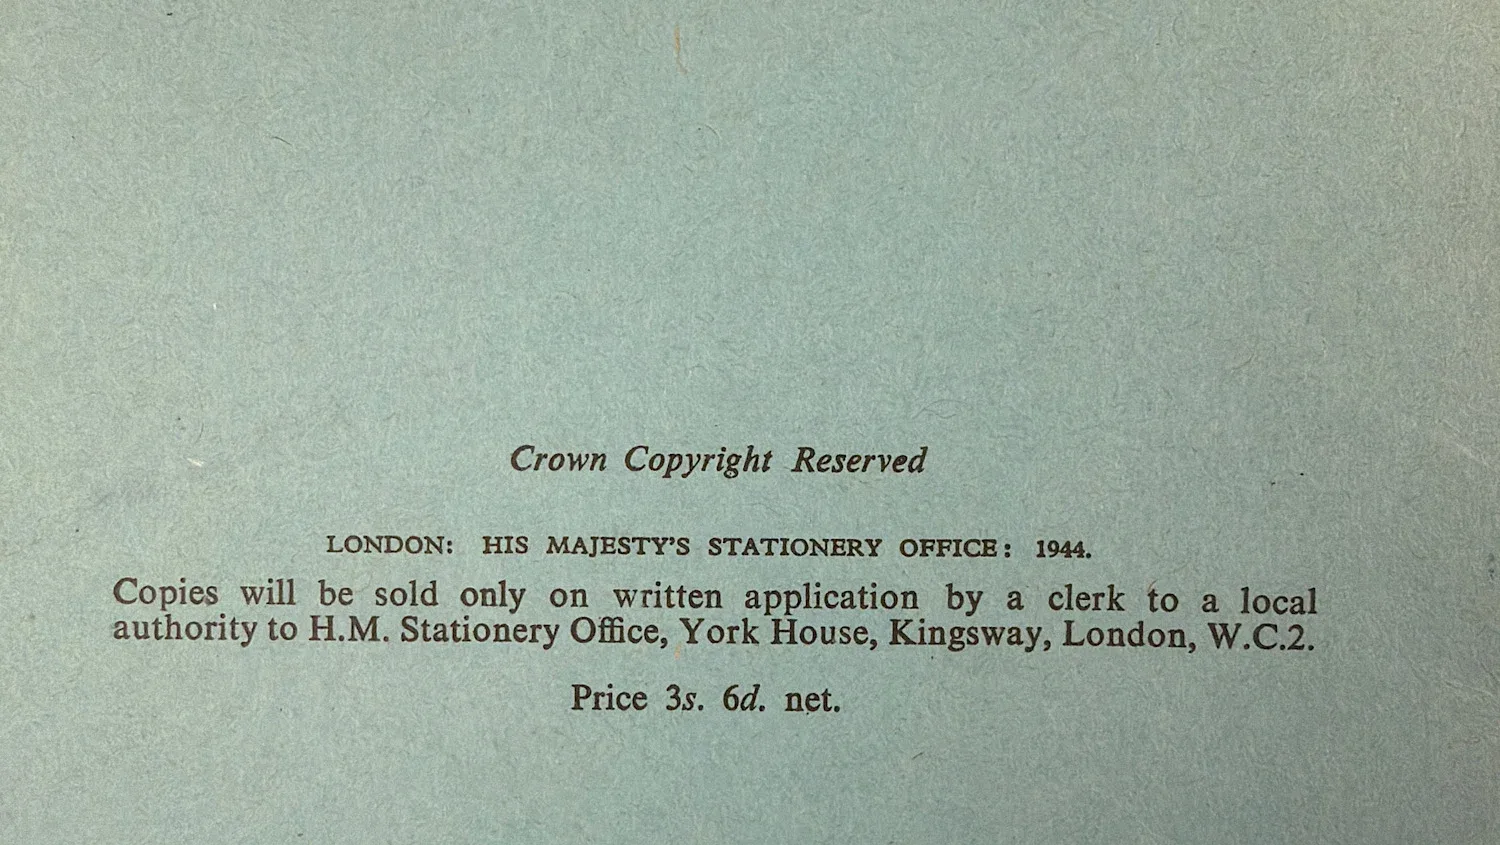 Crown Copyright Reserved
LONDON: HIS MAJESTY'S STATIONERY OFFICE: 1944.
Copies will be sold only on written application by a clerk to a local
authority to H.M. Stationery Office, York House, Kingsway, London, W.C.2.
Price 3s. 6d. net.